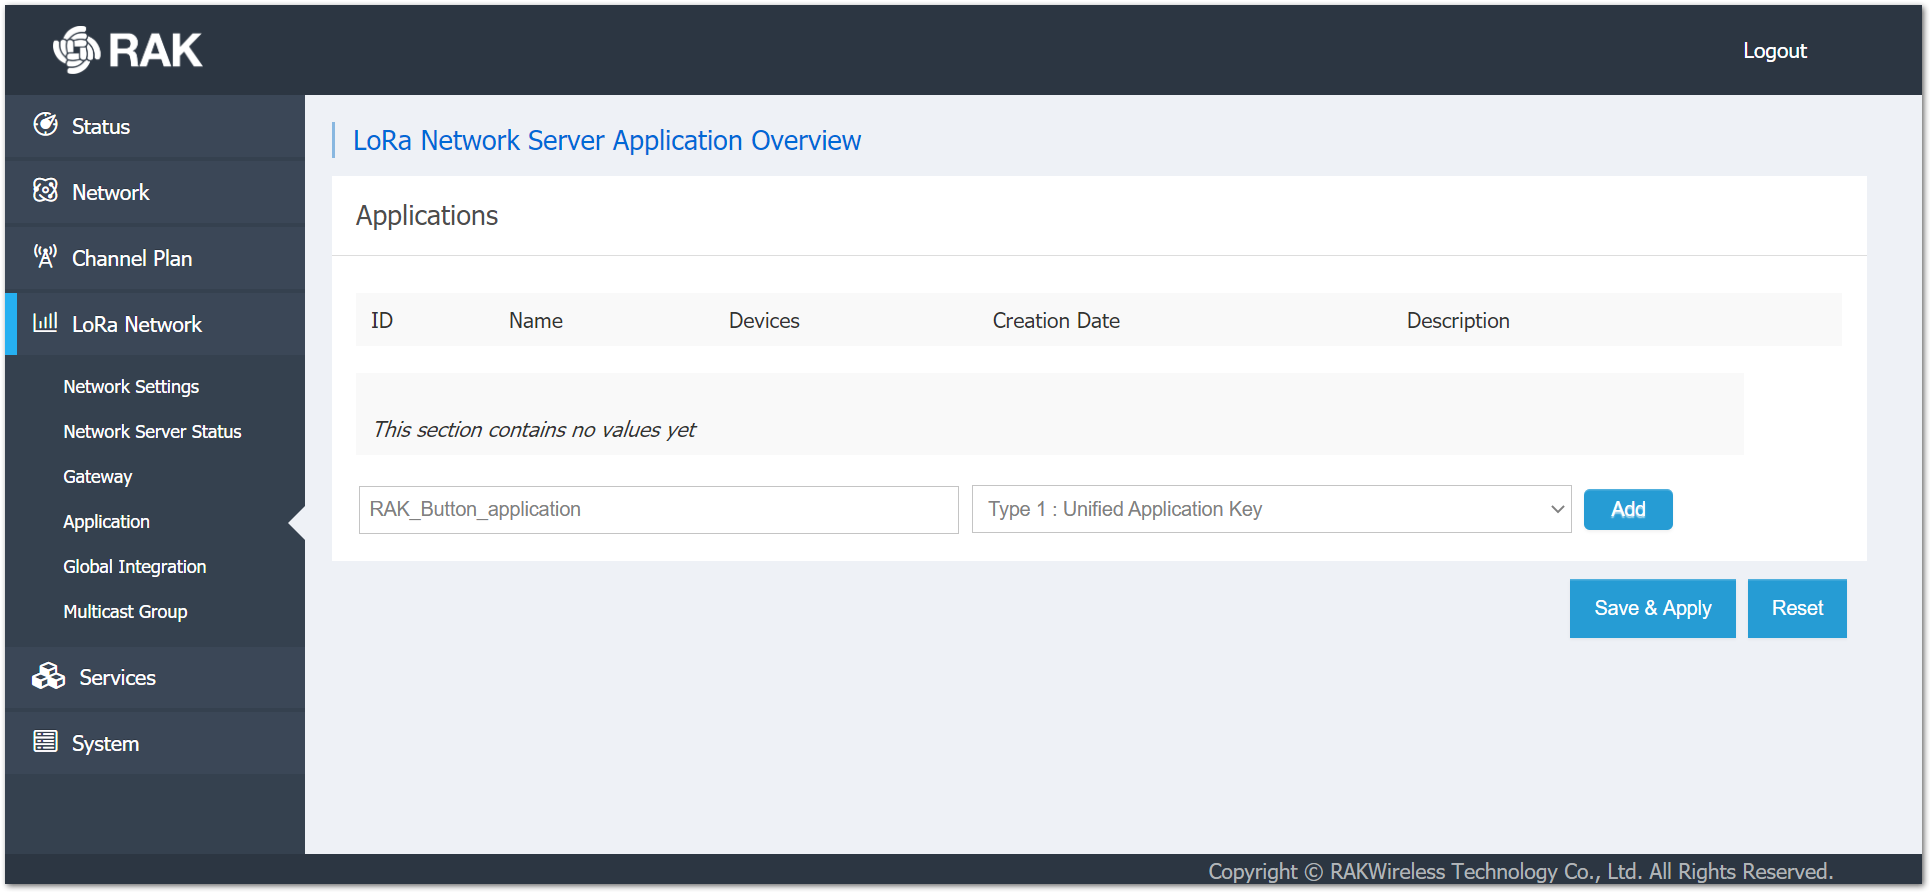 RAK
Logout
Status
Network
Channel Plan
LoRa Network
Network Settings
Network Server Status
Gateway
Application
Global Integration
Multicast Group
Services
System
LoRa Network Server Application Overview
Applications
ID Name Devices Creation Date Description
This section contains no values yet
RAK_Button_application Type 1 : Unified Application Key Add
Save & Apply Reset
Copyright © RAKWireless Technology Co., Ltd. All Rights Reserved.